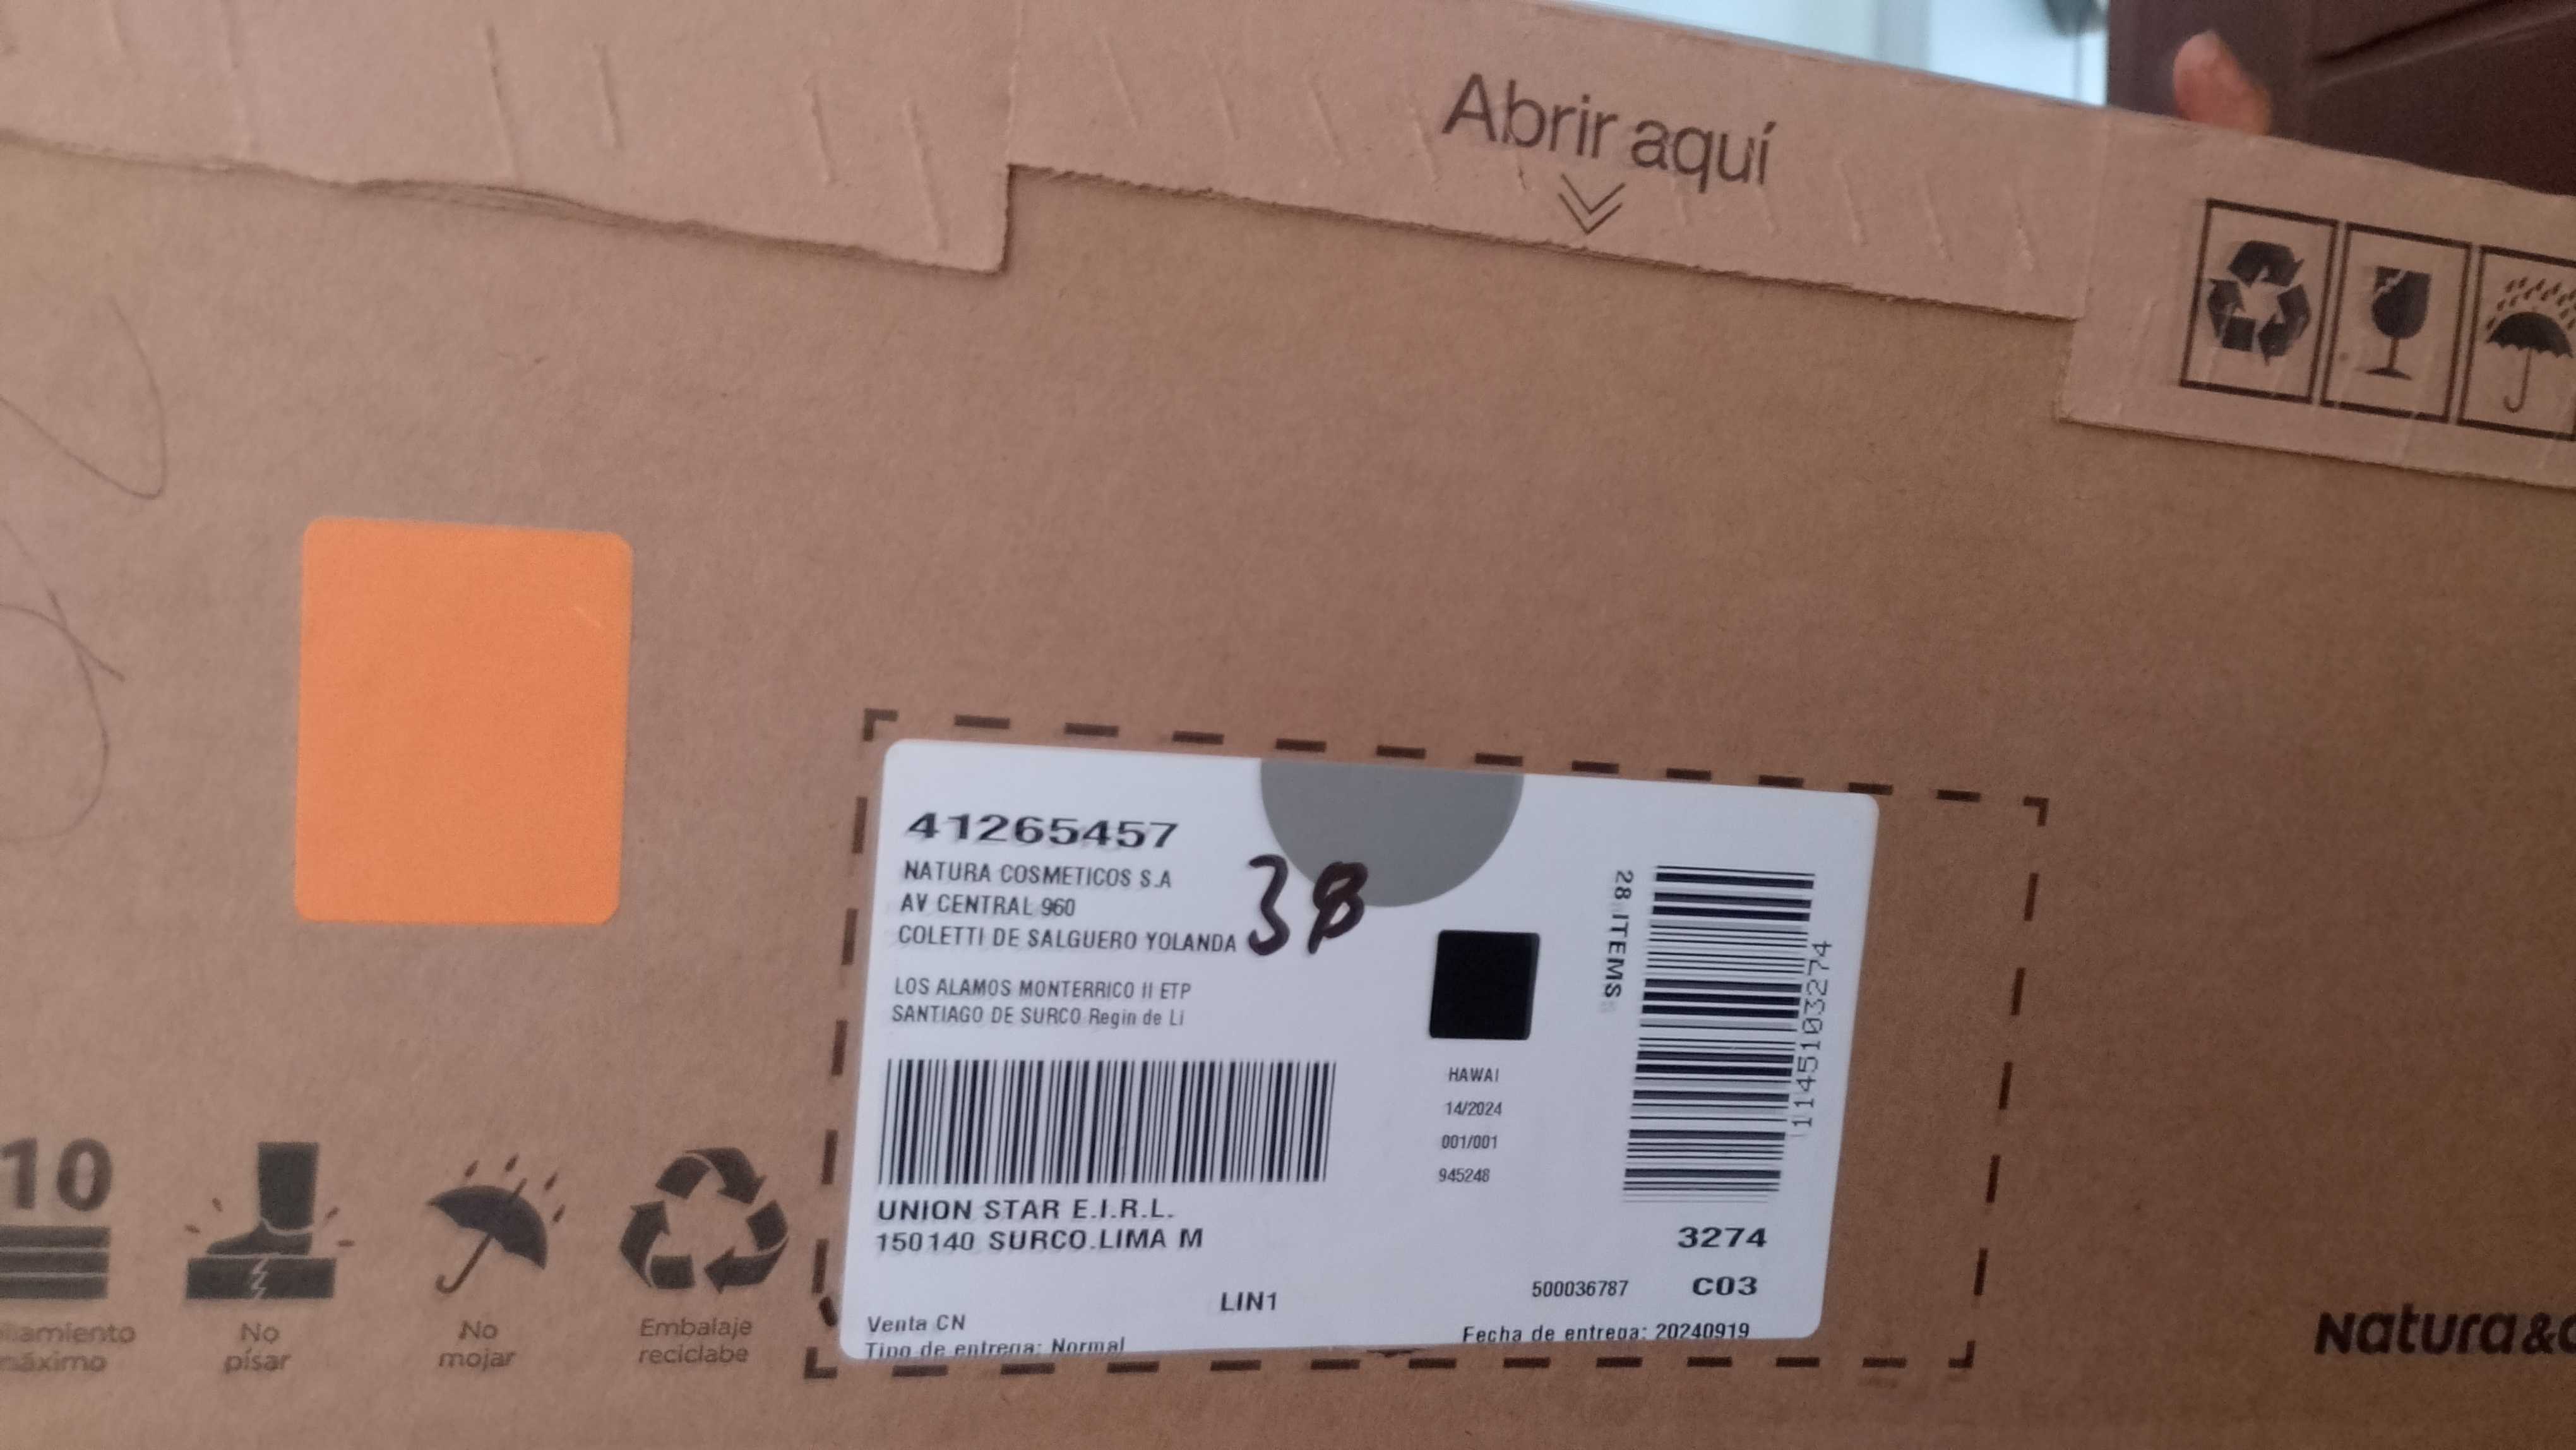 Abrir aquí
41265457
NATURA COSMETICOS S.A
AV CENTRAL 960
COLETTI DE SALGUERO YOLANDA
38
LOS ALAMOS MONTERRICO II ETP
SANTIAGO DE SURCO Regin de Li
28 ITEMS
1145103274
HAWAI
14/2024
001/001
945248
UNION STAR E.I.R.L.
150140 SURCO.LIMA M
3274
500036787 C03
LIN1
Venta CN
Tipo de entrega: Normal
Fecha de entrega: 20240919
10
máximo
No
pisar
No
mojar
Embalaje
reciclabe
Natura&c